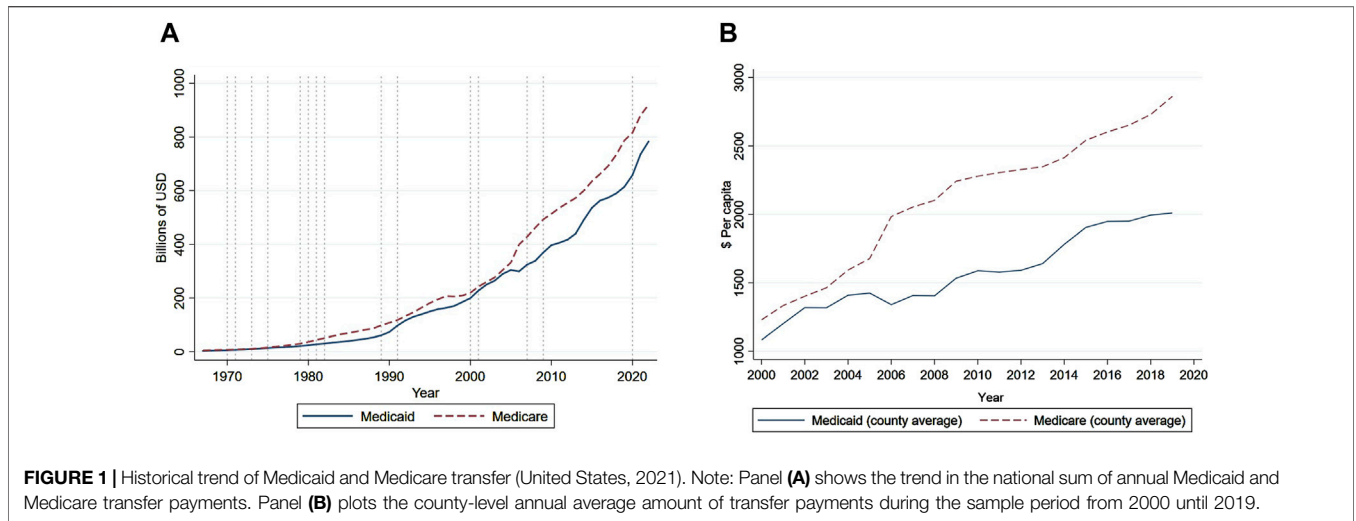 A
B
Billions of USD
1000
800
600
400
200
0
1970
1980
1990
2000
2010
2020
Year
Medicaid
Medicare
$ Per capita
3000
2500
2000
1500
1000
2000
2002
2004
2006
2008
2010
2012
2014
2016
2018
2020
Year
Medicaid (county average)
Medicare (county average)
FIGURE 1 | Historical trend of Medicaid and Medicare transfer (United States, 2021). Note: Panel (A) shows the trend in the national sum of annual Medicaid and
Medicare transfer payments. Panel (B) plots the county-level annual average amount of transfer payments during the sample period from 2000 until 2019.